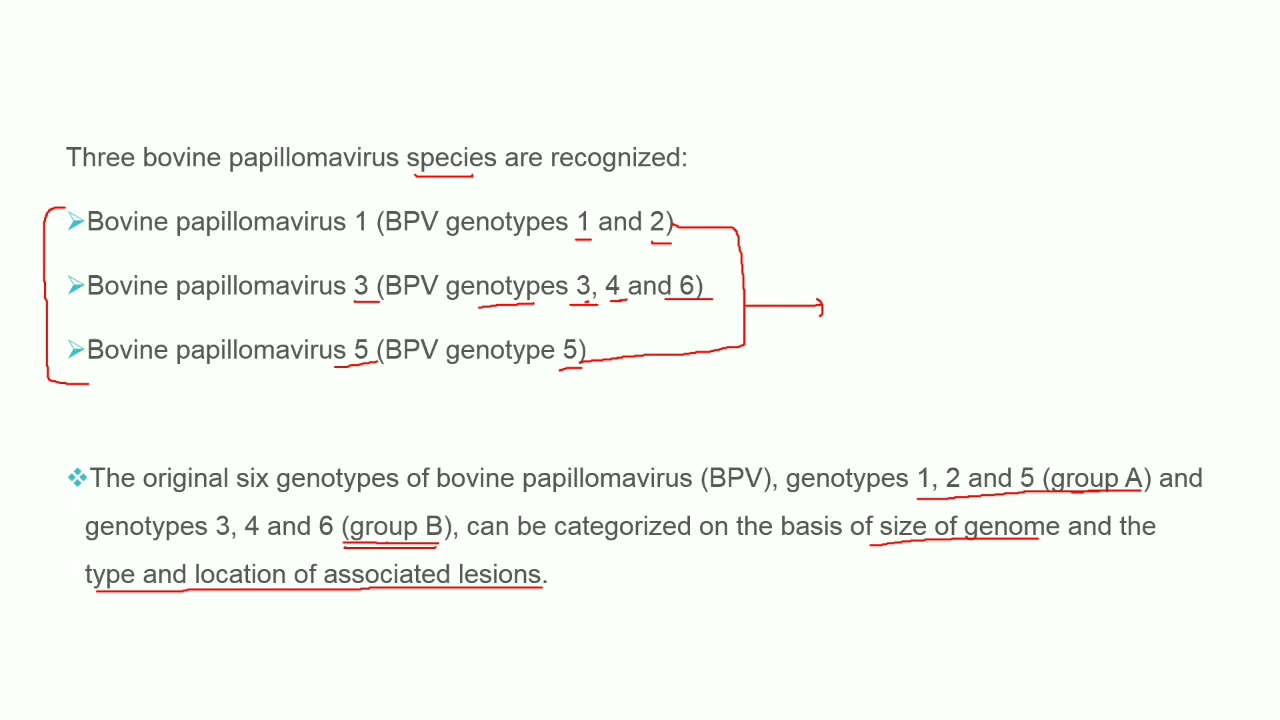 Three bovine papillomavirus species are recognized:
Bovine papillomavirus 1 (BPV genotypes 1 and 2)
Bovine papillomavirus 3 (BPV genotypes 3, 4 and 6)
Bovine papillomavirus 5 (BPV genotype 5)
The original six genotypes of bovine papillomavirus (BPV), genotypes 1, 2 and 5 (group A) and
genotypes 3, 4 and 6 (group B), can be categorized on the basis of size of genome and the
type and location of associated lesions.